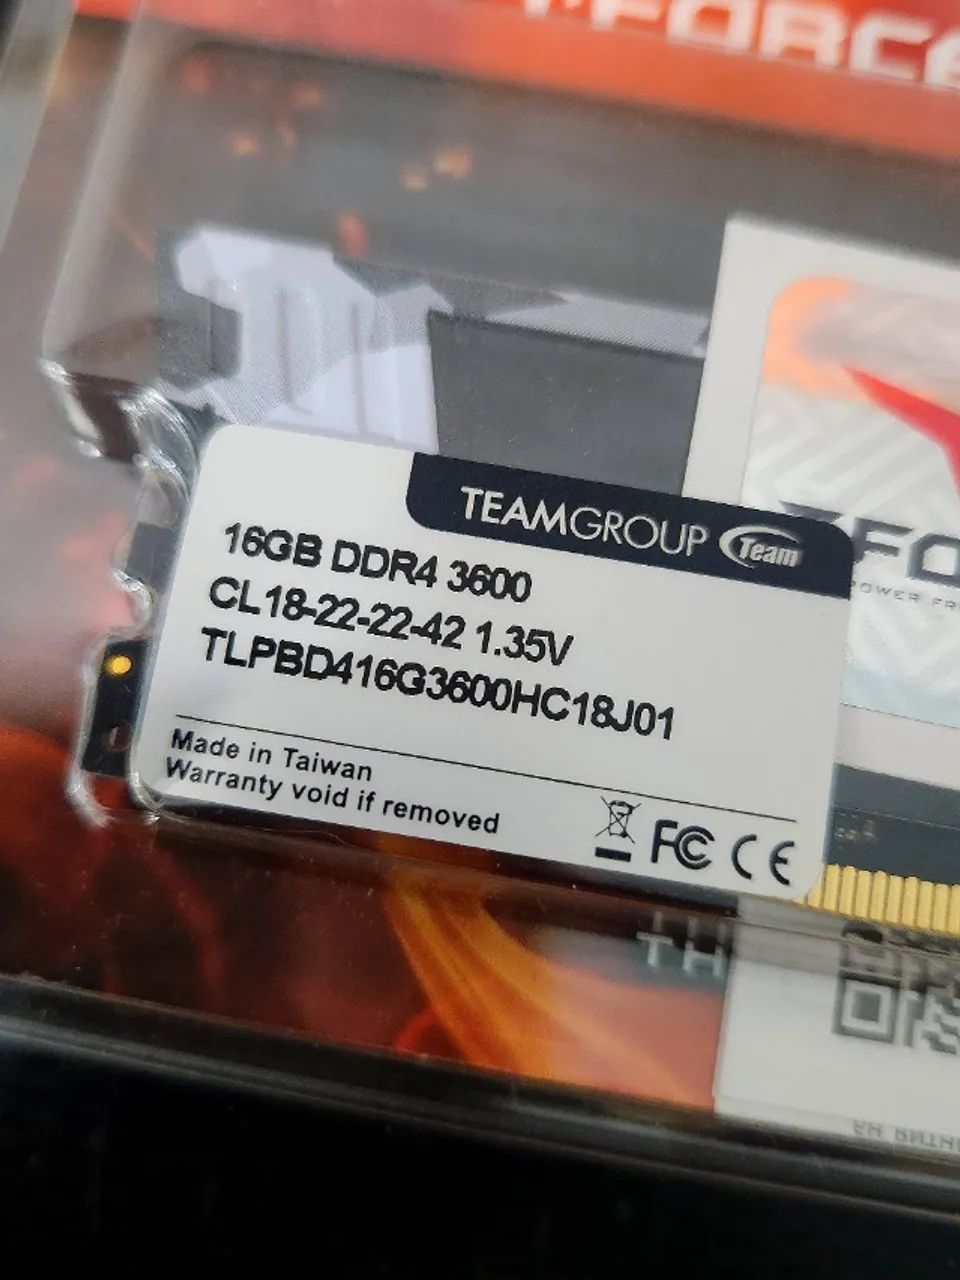 TEAMGROUP Team
16GB DDR4 3600
CL18-22-22-42 1.35V
TLPBD416G3600HC18J01
Made in Taiwan
Warranty void if removed
FC CE